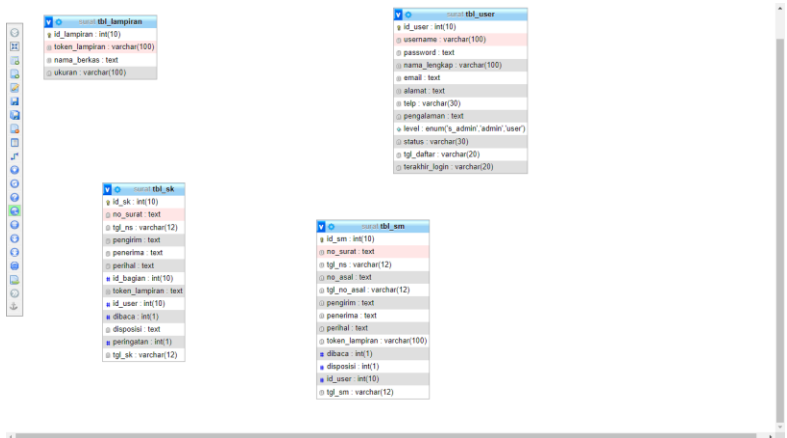 surat tbl_lampiran
id_lampiran : int(10)
token_lampiran : varchar(100)
nama_berkas : text
ukuran : varchar(100)
surat tbl_user
id_user : int(10)
username : varchar(100)
password : text
nama_lengkap : varchar(100)
email : text
alamat : text
telp : varchar(30)
pengalaman : text
level : enum('s_admin','admin','user')
status : varchar(30)
tgl_daftar : varchar(20)
terakhir_login : varchar(20)
surat tbl_sk
id_sk : int(10)
no_surat : text
tgl_ns : varchar(12)
pengirim : text
penerima : text
perihal : text
id_bagian : int(10)
token_lampiran : text
id_user : int(10)
dibaca : int(1)
disposisi : text
peringatan : int(1)
tgl_sk : varchar(12)
surat tbl_sm
id_sm : int(10)
no_surat : text
tgl_ns : varchar(12)
no_asal : text
tgl_no_asal : varchar(12)
pengirim : text
penerima : text
perihal : text
token_lampiran : varchar(100)
dibaca : int(1)
disposisi : int(1)
id_user : int(10)
tgl_sm : varchar(12)